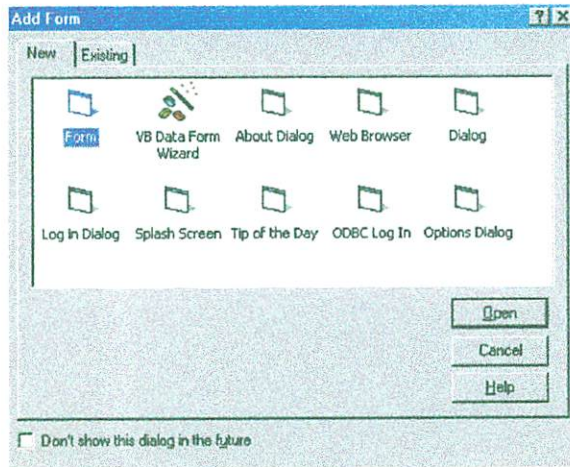 Add Form
New Existing
Form VB Data Form Wizard About Dialog Web Browser Dialog
Log in Dialog Splash Screen Tip of the Day ODBC Log In Options Dialog
Open
Cancel
Help
Don't show this dialog in the future